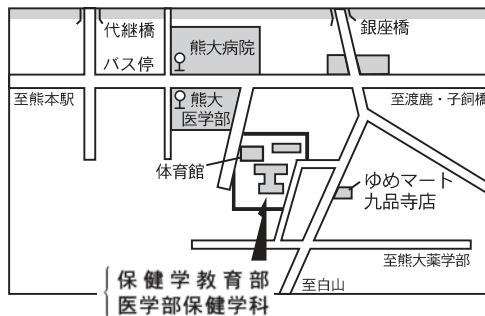 代継橋
銀座橋
バス停
熊大病院
至熊本駅
熊大
医学部
至渡鹿・子飼橋
体育館
ゆめマート
九品寺店
至熊大薬学部
至白山
保健学教育部
医学部保健学科